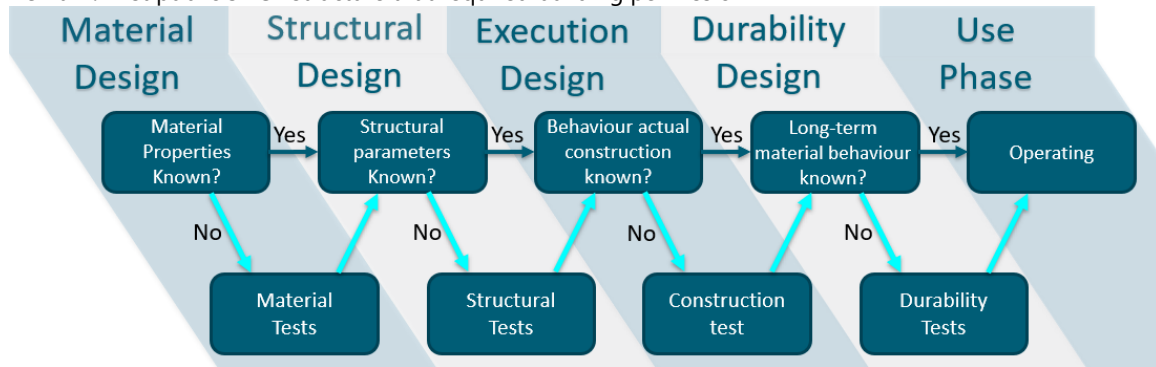 Material
Design
Structural
Design
Execution
Design
Durability
Design
Use
Phase
Material
Properties
Known?
Yes
Structural
parameters
Known?
Yes
Behaviour actual
construction
known?
Yes
Long-term
material behaviour
known?
Yes
Operating
No
No
No
No
Material
Tests
Structural
Tests
Construction
test
Durability
Tests